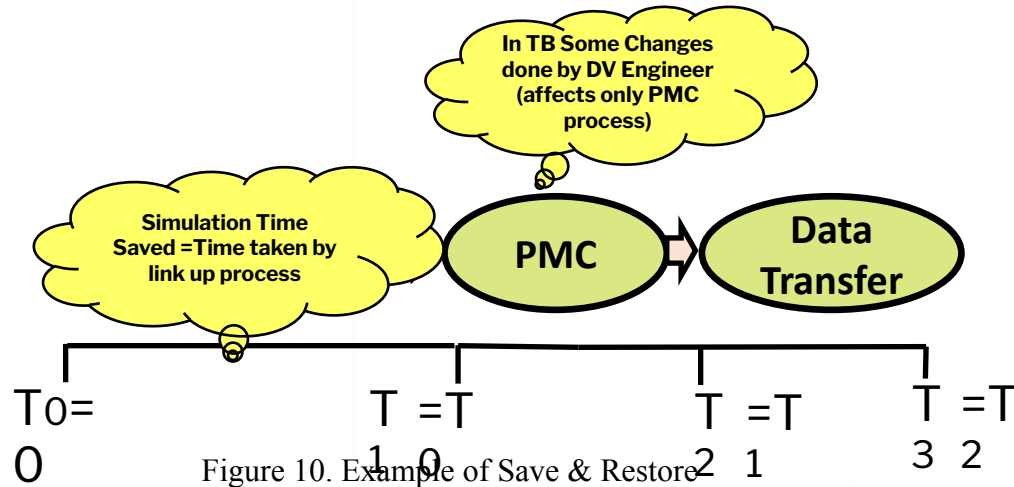 In TB Some Changes
done by DV Engineer
(affects only PMC
process)
Simulation Time
Saved =Time taken by
link up process
PMC
Data
Transfer
T0=
0
T =T
1 0
T =T
2 1
T =T
3 2
Figure 10. Example of Save & Restore